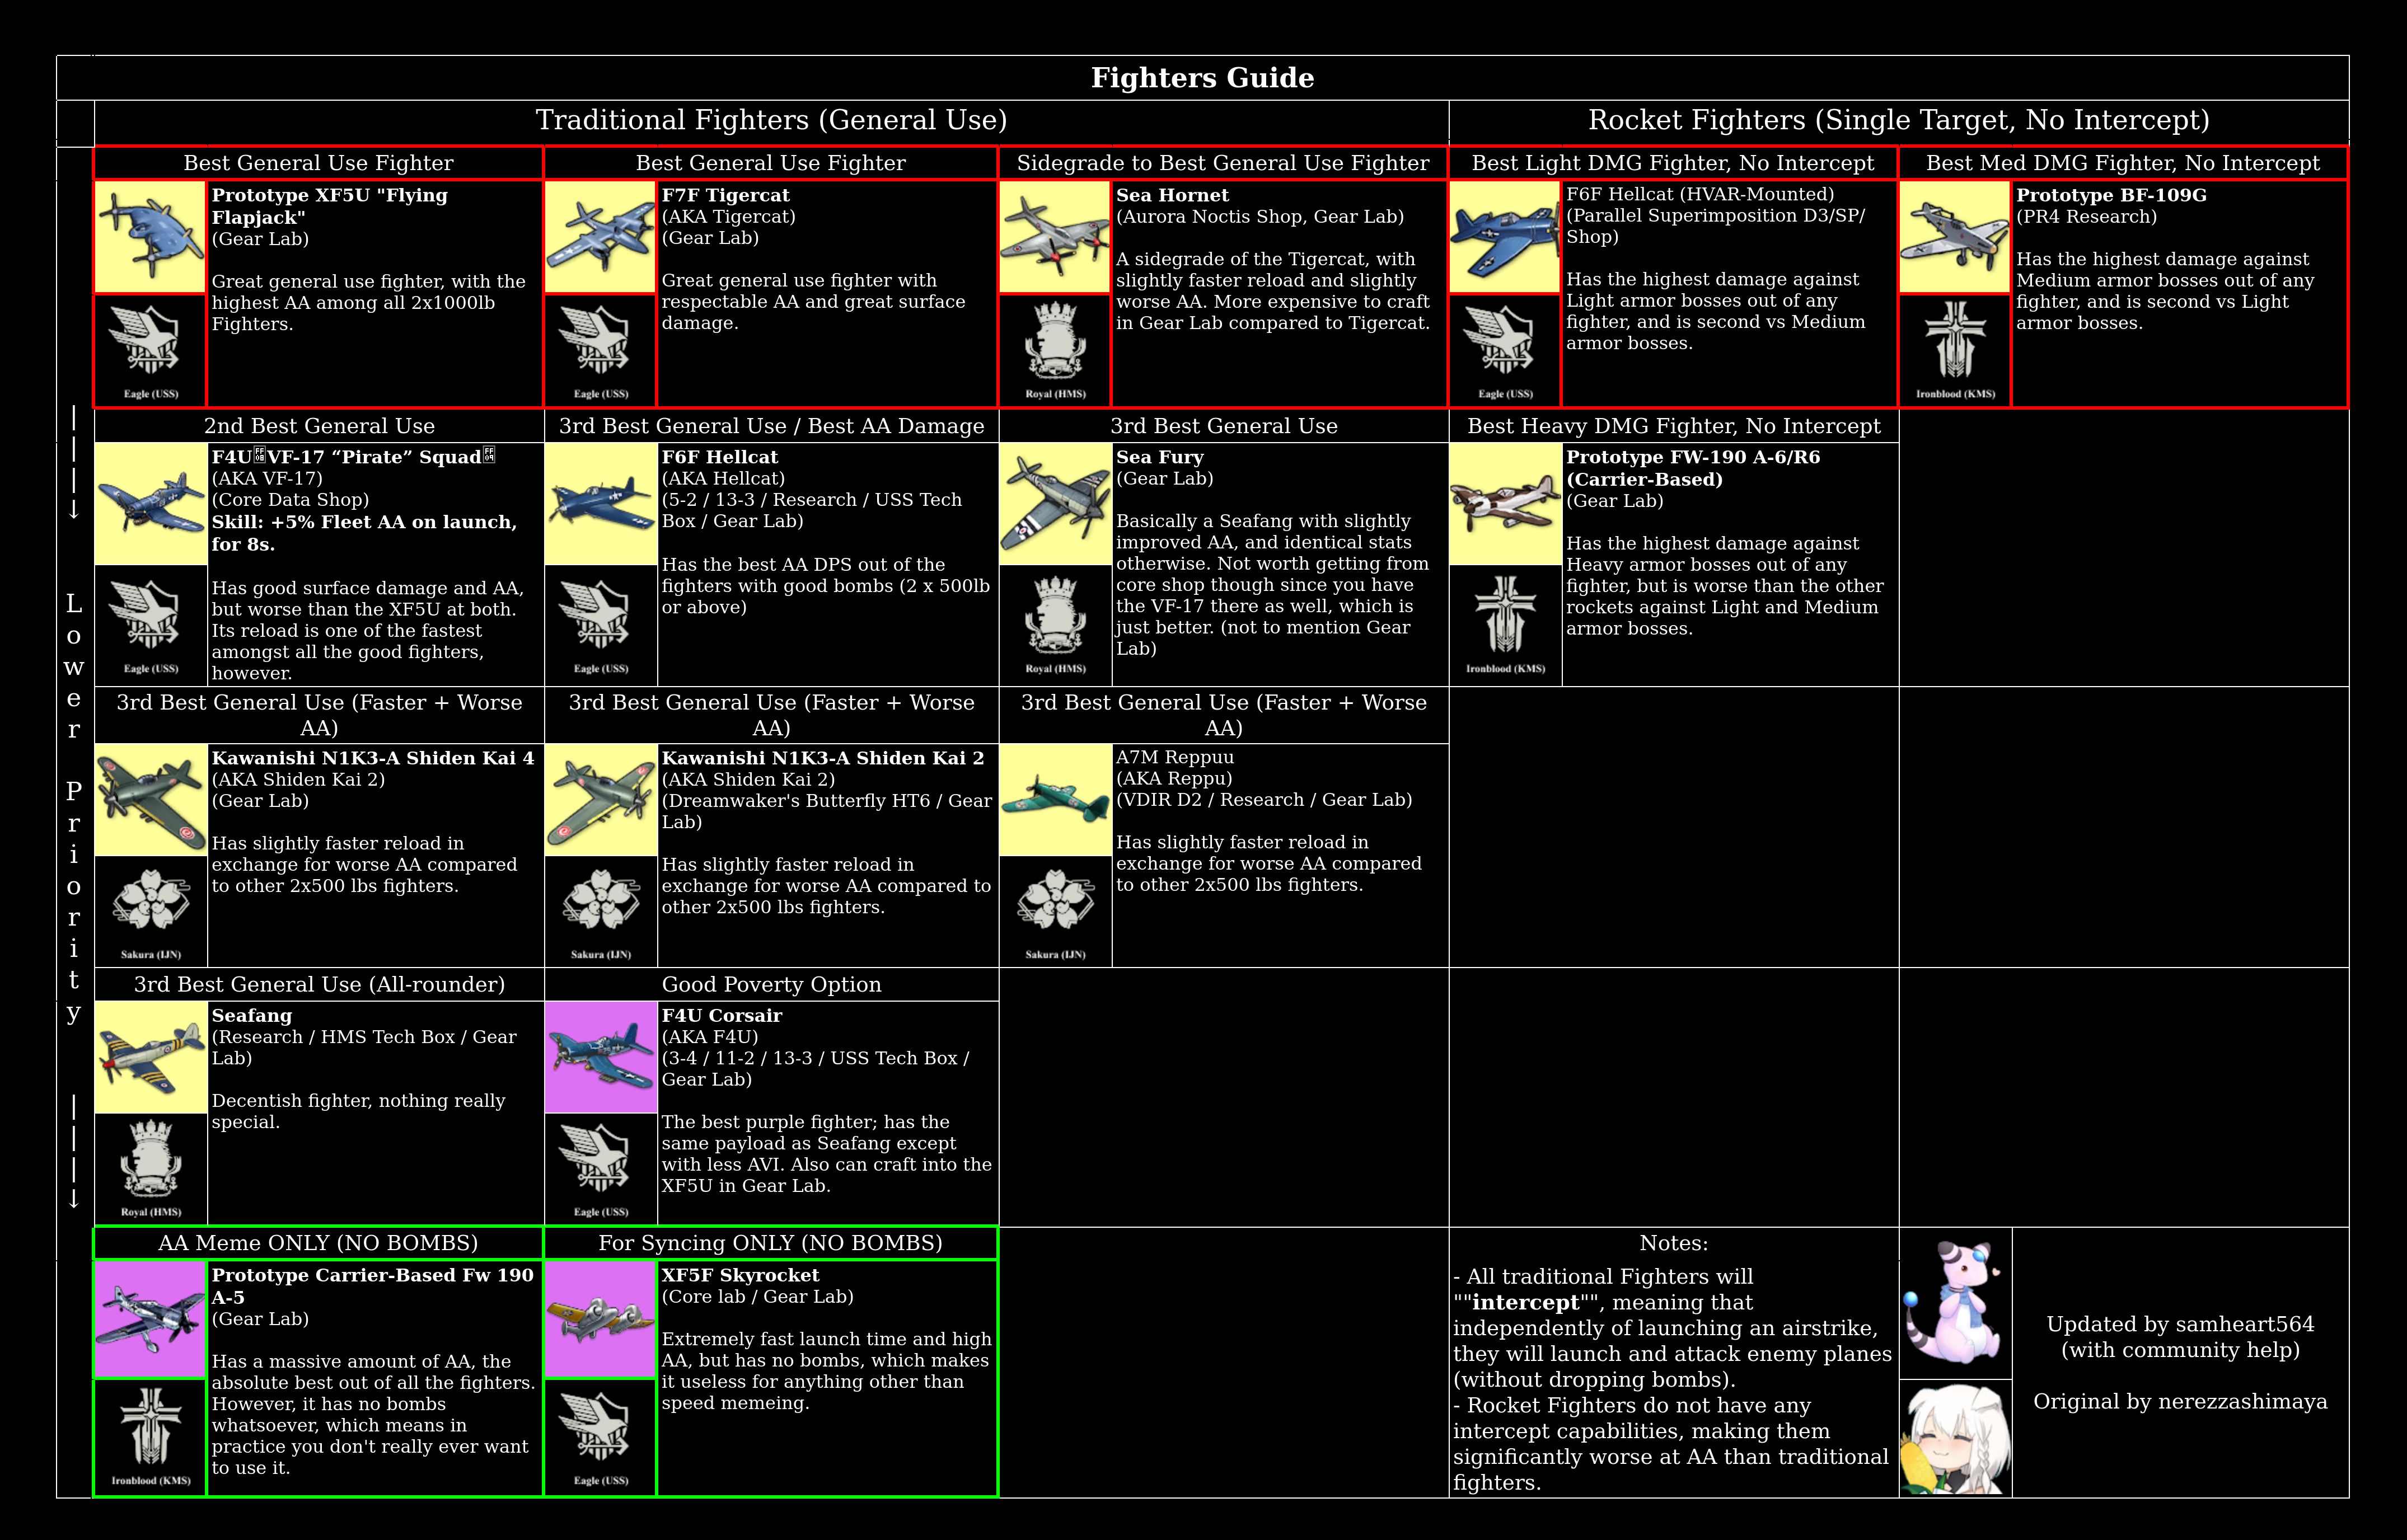 Fighters Guide
Traditional Fighters (General Use)
Rocket Fighters (Single Target, No Intercept)
Best General Use Fighter
Prototype XF5U "Flying
Flapjack"
(Gear Lab)
Great general use fighter, with the
highest AA among all 2x1000lb
Fighters.
Eagle (USS)
Best General Use Fighter
F7F Tigercat
(AKA Tigercat)
(Gear Lab)
Great general use fighter with
respectable AA and great surface
damage.
Eagle (USS)
Sidegrade to Best General Use Fighter
Sea Hornet
(Aurora Noctis Shop, Gear Lab)
A sidegrade of the Tigercat, with
slightly faster reload and slightly
worse AA. More expensive to craft
in Gear Lab compared to Tigercat.
Royal (HMS)
Best Light DMG Fighter, No Intercept
F6F Hellcat (HVAR-Mounted)
(Parallel Superimposition D3/SP/
Shop)
Has the highest damage against
Light armor bosses out of any
fighter, and is second vs Medium
armor bosses.
Eagle (USS)
Best Med DMG Fighter, No Intercept
Prototype BF-109G
(PR4 Research)
Has the highest damage against
Medium armor bosses out of any
fighter, and is second vs Light
armor bosses.
Ironblood (KMS)
Lower Priority
2nd Best General Use
F4U（VF-17 “Pirate” Squad）
(AKA VF-17)
(Core Data Shop)
Skill: +5% Fleet AA on launch,
for 8s.
Has good surface damage and AA,
but worse than the XF5U at both.
Its reload is one of the fastest
amongst all the good fighters,
however.
Eagle (USS)
3rd Best General Use / Best AA Damage
F6F Hellcat
(AKA Hellcat)
(5-2 / 13-3 / Research / USS Tech
Box / Gear Lab)
Has the best AA DPS out of the
fighters with good bombs (2 x 500lb
or above)
Eagle (USS)
3rd Best General Use
Sea Fury
(Gear Lab)
Basically a Seafang with slightly
improved AA, and identical stats
otherwise. Not worth getting from
core shop though since you have
the VF-17 there as well, which is
just better. (not to mention Gear
Lab)
Royal (HMS)
Best Heavy DMG Fighter, No Intercept
Prototype FW-190 A-6/R6
(Carrier-Based)
(Gear Lab)
Has the highest damage against
Heavy armor bosses out of any
fighter, but is worse than the other
rockets against Light and Medium
armor bosses.
Ironblood (KMS)
3rd Best General Use (Faster + Worse
AA)
Kawanishi N1K3-A Shiden Kai 4
(AKA Shiden Kai 2)
(Gear Lab)
Has slightly faster reload in
exchange for worse AA compared
to other 2x500 lbs fighters.
Sakura (IJN)
3rd Best General Use (Faster + Worse
AA)
Kawanishi N1K3-A Shiden Kai 2
(AKA Shiden Kai 2)
(Dreamwaker's Butterfly HT6 / Gear
Lab)
Has slightly faster reload in
exchange for worse AA compared to
other 2x500 lbs fighters.
Sakura (IJN)
3rd Best General Use (Faster + Worse
AA)
A7M Reppuu
(AKA Reppu)
(VDIR D2 / Research / Gear Lab)
Has slightly faster reload in
exchange for worse AA compared
to other 2x500 lbs fighters.
Sakura (IJN)
3rd Best General Use (All-rounder)
Seafang
(Research / HMS Tech Box / Gear
Lab)
Decentish fighter, nothing really
special.
Royal (HMS)
Good Poverty Option
F4U Corsair
(AKA F4U)
(3-4 / 11-2 / 13-3 / USS Tech Box /
Gear Lab)
The best purple fighter; has the
same payload as Seafang except
with less AVI. Also can craft into the
XF5U in Gear Lab.
Eagle (USS)
AA Meme ONLY (NO BOMBS)
Prototype Carrier-Based Fw 190
A-5
(Gear Lab)
Has a massive amount of AA, the
absolute best out of all the fighters.
However, it has no bombs
whatsoever, which means in
practice you don't really ever want
to use it.
Ironblood (KMS)
For Syncing ONLY (NO BOMBS)
XF5F Skyrocket
(Core lab / Gear Lab)
Extremely fast launch time and high
AA, but has no bombs, which makes
it useless for anything other than
speed memeing.
Eagle (USS)
Notes:
- All traditional Fighters will
""intercept"", meaning that
independently of launching an airstrike,
they will launch and attack enemy planes
(without dropping bombs).
- Rocket Fighters do not have any
intercept capabilities, making them
significantly worse at AA than traditional
fighters.
Updated by samheart564
(with community help)
Original by nerezzashimaya